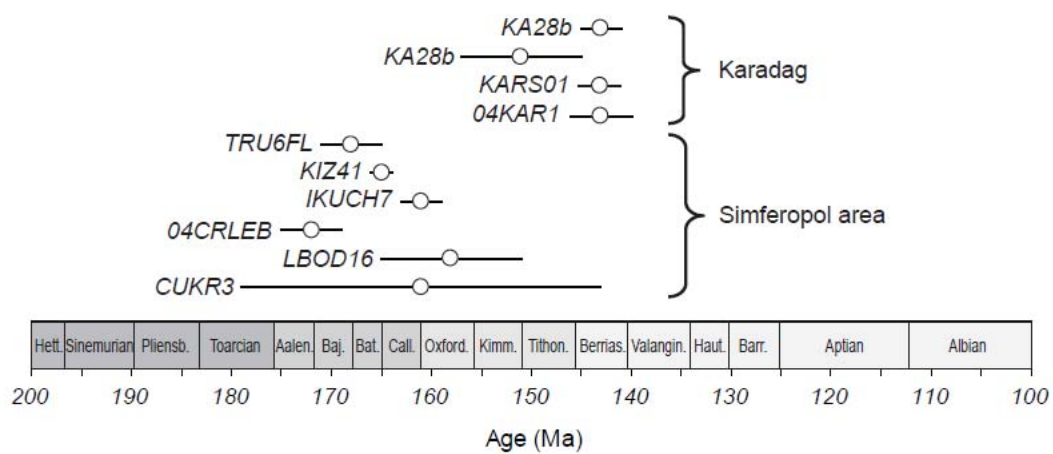 KA28b
KA28b
Karadag
KARS01
04KAR1
TRU6FL
KIZ41
IKUCH7
Simferopol area
04CRLEB
LBOD16
CUKR3
Hett. Sinemurian Pliensb. Toarcian Aalen. Baj. Bat. Call. Oxford. Kimm. Tithon. Berrias. Valangin. Haut. Barr. Aptian Albian
200 190 180 170 160 150 140 130 120 110 100
Age (Ma)